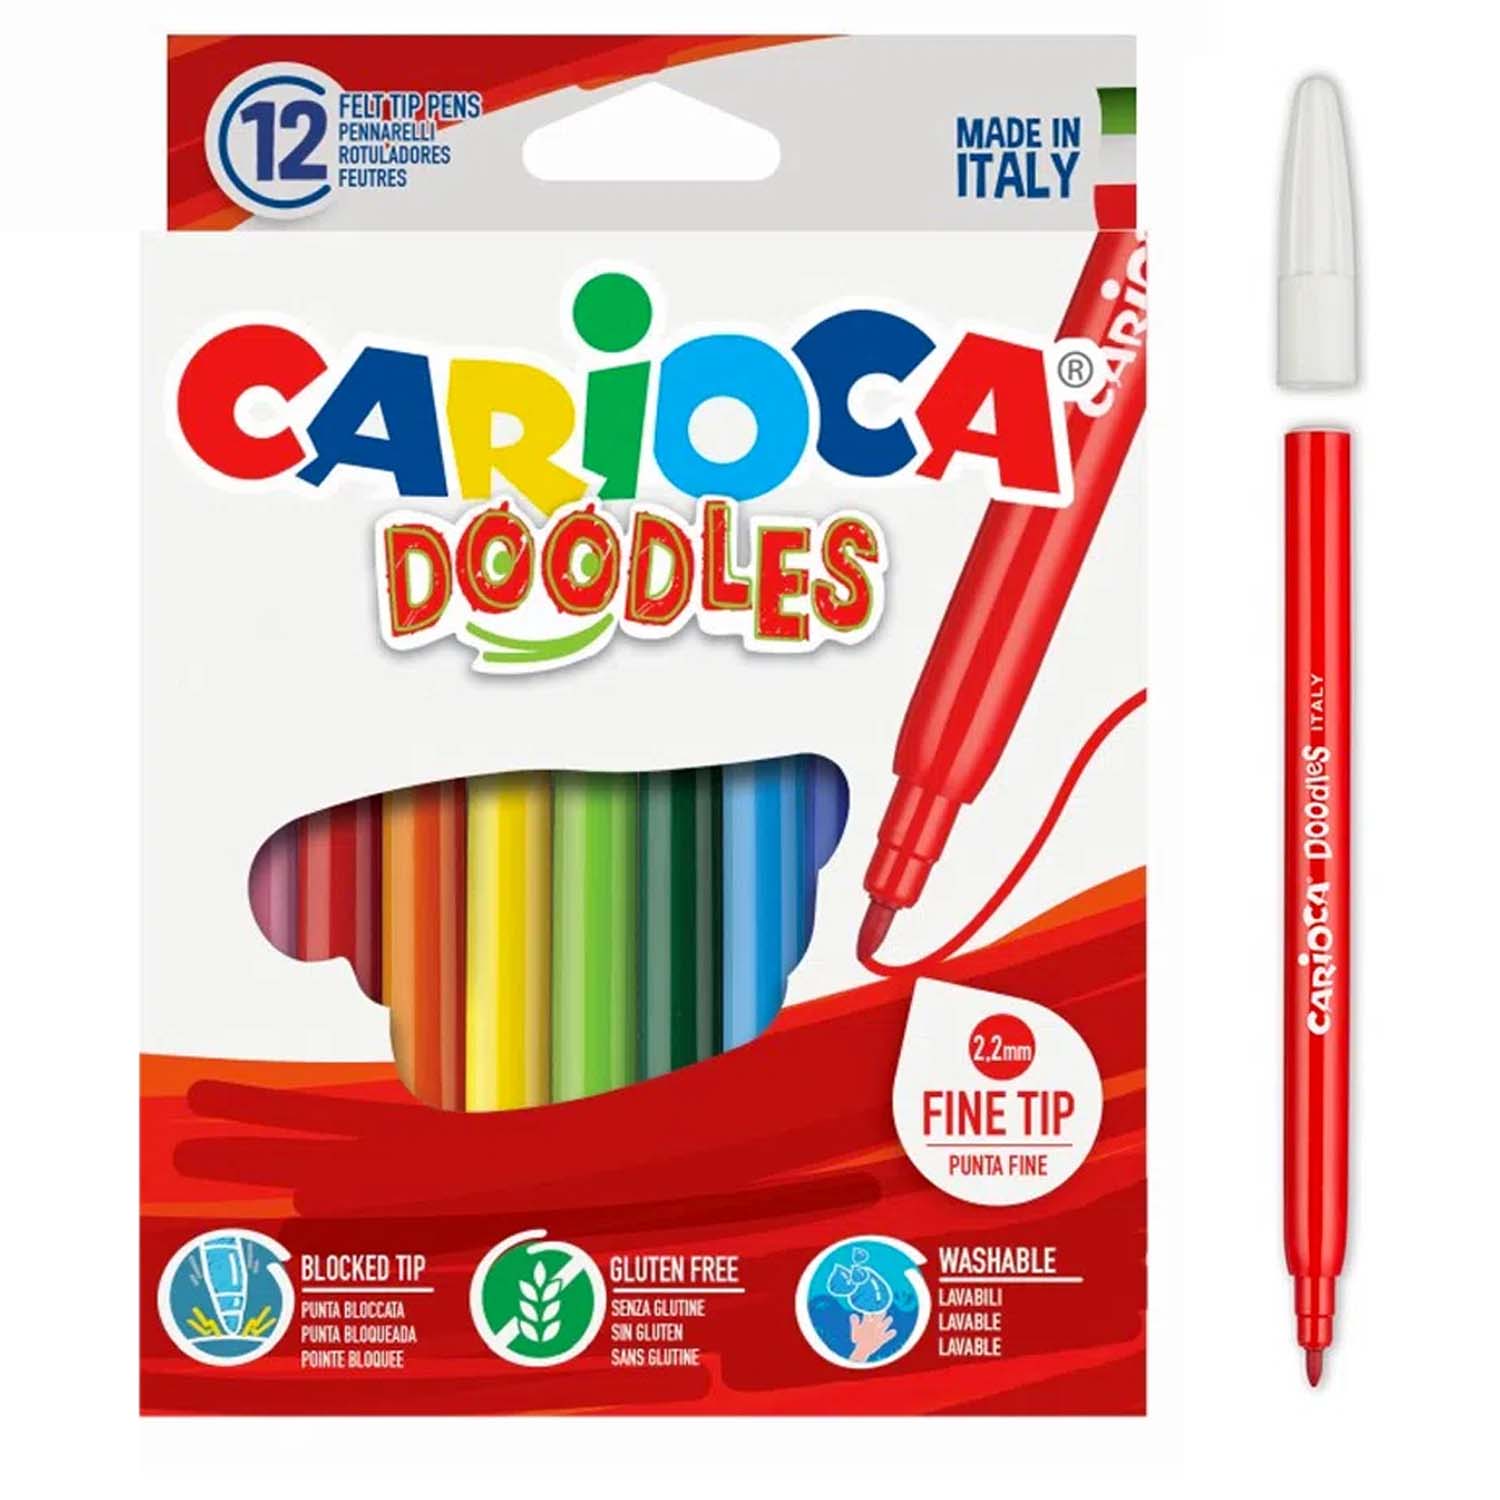 12
FELT TIP PENS
PENNARELLI
ROTULADORES
FEUTRES
MADE IN
ITALY
CARIOCA®
DOODLES
CARIOC
2,2mm
FINE TIP
PUNTA FINE
BLOCKED TIP
PUNTA BLOCCATA
PUNTA BLOQUEADA
POINTE BLOQUEE
GLUTEN FREE
SENZA GLUTINE
SIN GLUTEN
SANS GLUTINE
WASHABLE
LAVABILI
LAVABLE
LAVABLE
CARIOCA® DOODlES ITALY